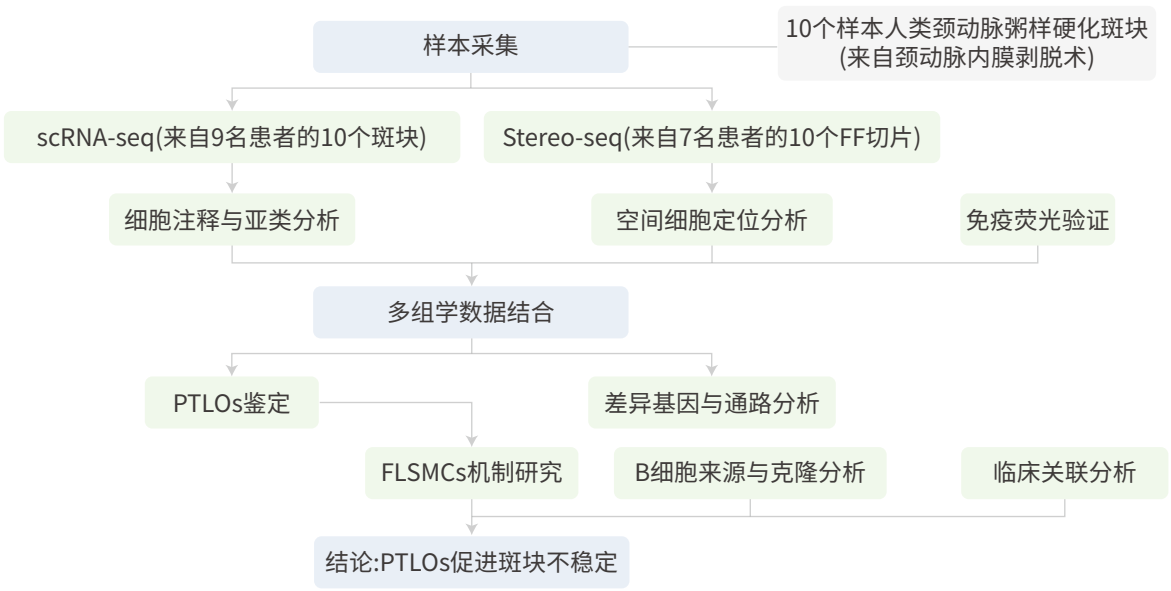 样本采集
10个样本人类颈动脉粥样硬化斑块
(来自颈动脉内膜剥脱术)
scRNA-seq(来自9名患者的10个斑块)
Stereo-seq(来自7名患者的10个FF切片)
细胞注释与亚类分析
空间细胞定位分析
免疫荧光验证
多组学数据结合
PTLOs鉴定
差异基因与通路分析
FLSMCs机制研究
B细胞来源与克隆分析
临床关联分析
结论:PTLOs促进斑块不稳定